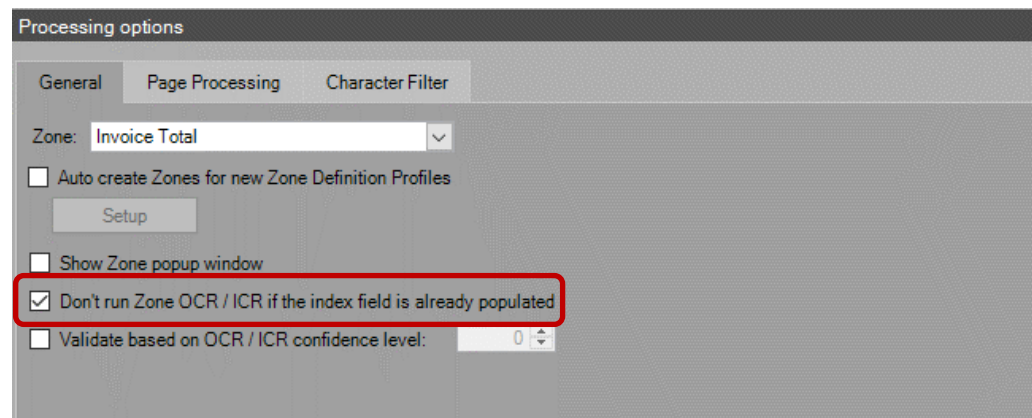 Processing options
General Page Processing Character Filter
Zone: Invoice Total
Auto create Zones for new Zone Definition Profiles
Setup
Show Zone popup window
Don't run Zone OCR / ICR if the index field is already populated
Validate based on OCR / ICR confidence level: 0